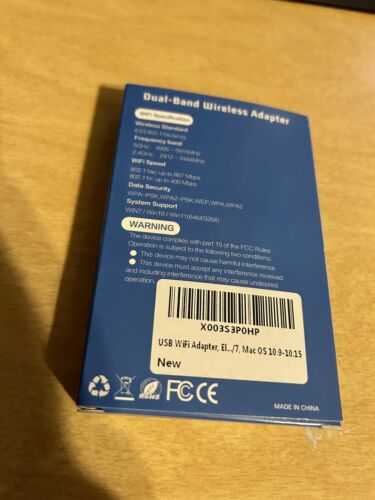 Dual-Band Wireless Adapter
WiFi Specification
Wireless Standard
IEEE802.11ac/a/n/g
Frequency band
5GHz: 4905 - 5915MHz
2.4GHz: 2412 - 2484MHz
WiFi Speed
802.11ac: up to 867 Mbps
802.11n: up to 400 Mbps
Data Security
WPA-PSK,WPA2-PSK,WEP,WPA,WPA2
System Support
WIN7 / Win10 / Win11(64bit/32bit)
WARNING
The device complies with part 15 of the FCC Rules
Operation is subject to the following two conditions:
● This device may not cause harmful interference
● This device must accept any interference received
and including interference that may cause undesired
operation.
X003S3P0HP
USB WiFi Adapter, El.../7, Mac OS 10.9-10.15
New
RoHS FC CE
MADE IN CHINA